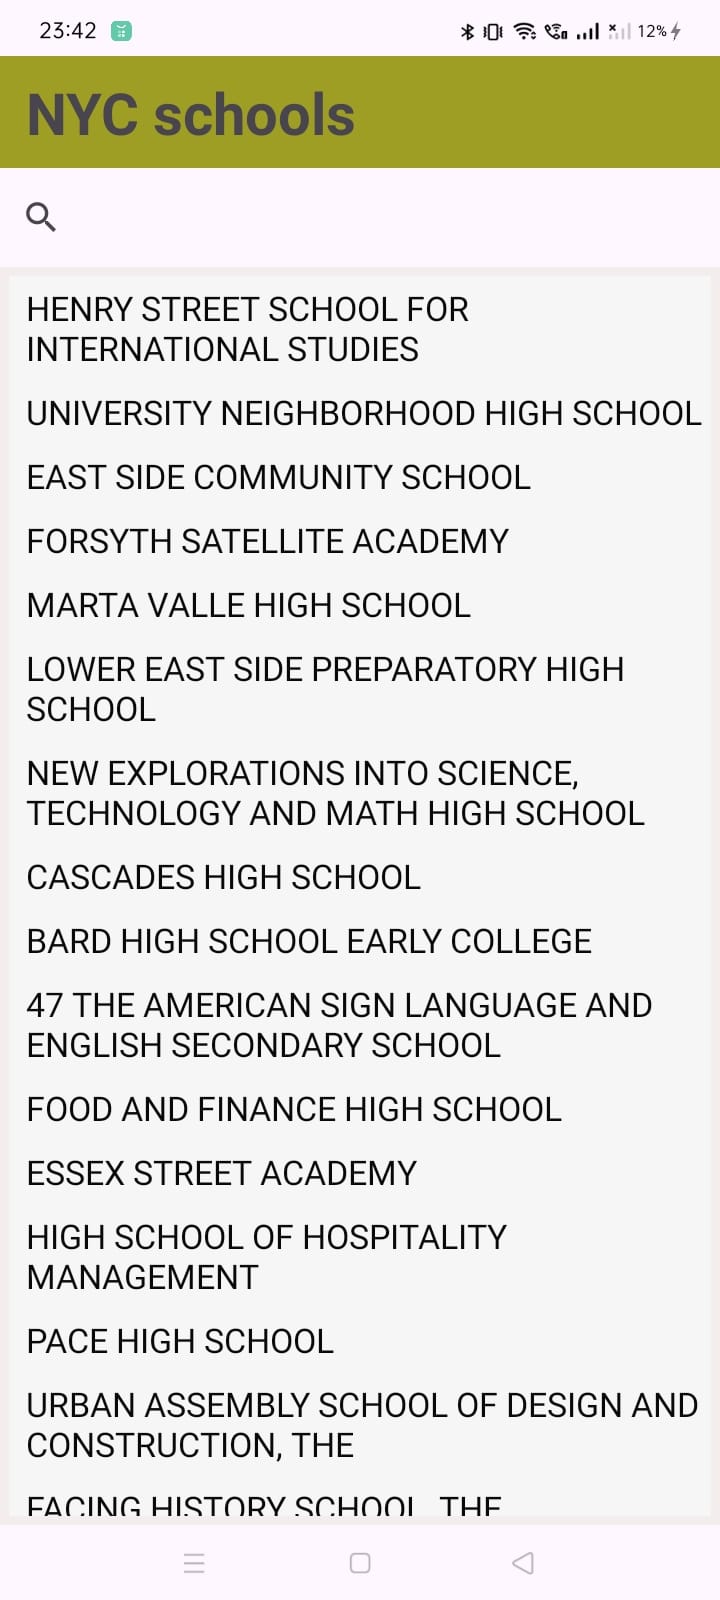 23:42
12%
NYC schools
HENRY STREET SCHOOL FOR
INTERNATIONAL STUDIES
UNIVERSITY NEIGHBORHOOD HIGH SCHOOL
EAST SIDE COMMUNITY SCHOOL
FORSYTH SATELLITE ACADEMY
MARTA VALLE HIGH SCHOOL
LOWER EAST SIDE PREPARATORY HIGH
SCHOOL
NEW EXPLORATIONS INTO SCIENCE,
TECHNOLOGY AND MATH HIGH SCHOOL
CASCADES HIGH SCHOOL
BARD HIGH SCHOOL EARLY COLLEGE
47 THE AMERICAN SIGN LANGUAGE AND
ENGLISH SECONDARY SCHOOL
FOOD AND FINANCE HIGH SCHOOL
ESSEX STREET ACADEMY
HIGH SCHOOL OF HOSPITALITY
MANAGEMENT
PACE HIGH SCHOOL
URBAN ASSEMBLY SCHOOL OF DESIGN AND
CONSTRUCTION, THE
FACING HISTORY SCHOOL, THE